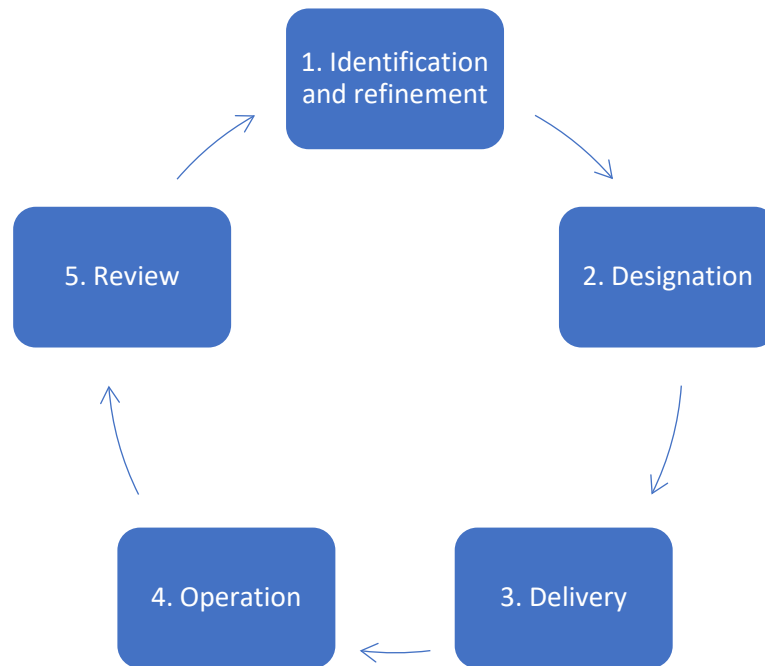 1. Identification
and refinement
2. Designation
3. Delivery
4. Operation
5. Review